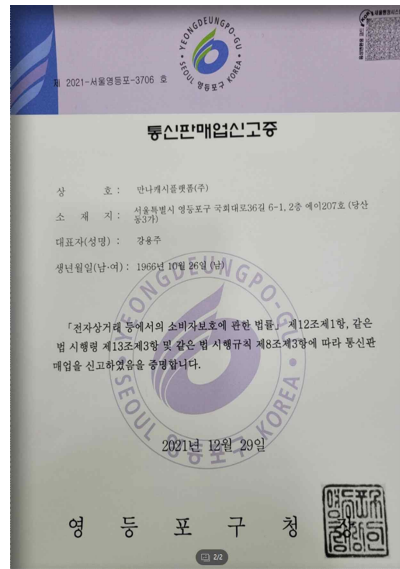 YEONGDEUNGPO-GU
SEOUL 영등포구 KOREA
제 2021-서울영등포-3706 호
통신판매업신고증
상 호 : 만나캐시플랫폼(주)
소 재 지 : 서울특별시 영등포구 국회대로36길 6-1, 2층 에이207호 (당산
동3가)
대표자(성명) : 강용주
생년월일(남·여) : 1966년 10월 26일 (남)
「전자상거래 등에서의 소비자보호에 관한 법률」 제12조제1항, 같은
법 시행령 제13조제3항 및 같은 법 시행규칙 제8조제3항에 따라 통신판
매업을 신고하였음을 증명합니다.
YEONGDEUNGPO-GU
SEOUL 영등포구 KOREA
2021년 12월 29일
영 등 포 구 청 장
2/2